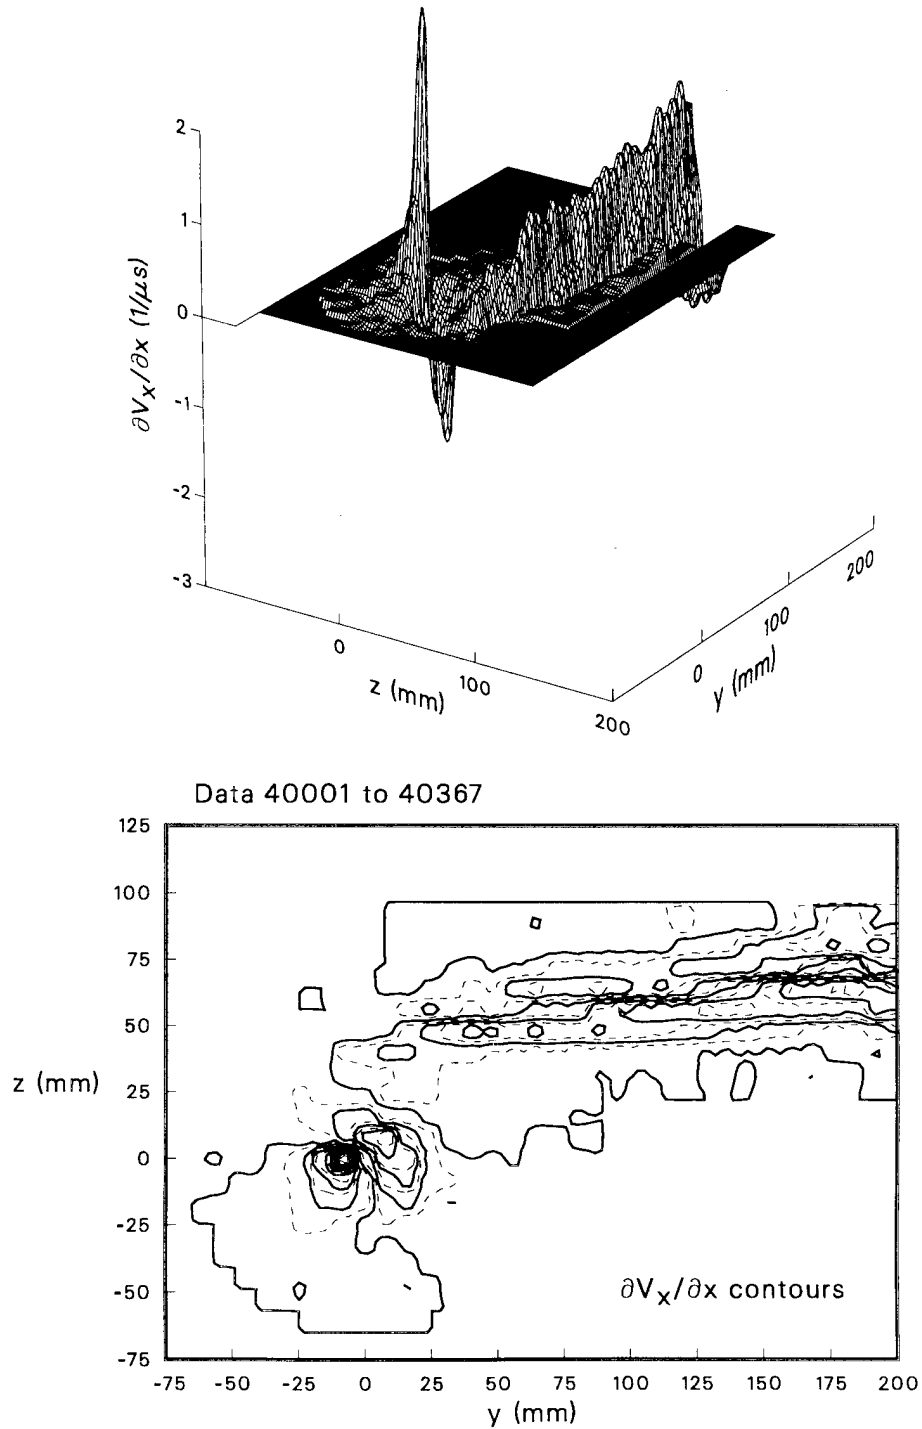 2
1
0
-1
-2
-3
∂Vx/∂x (1/μs)
0
100
200
z (mm)
0
100
200
y (mm)
Data 40001 to 40367
125
100
75
50
25
0
-25
-50
-75
z (mm)
∂Vx/∂x contours
-75 -50 -25 0 25 50 75 100 125 150 175 200
y (mm)